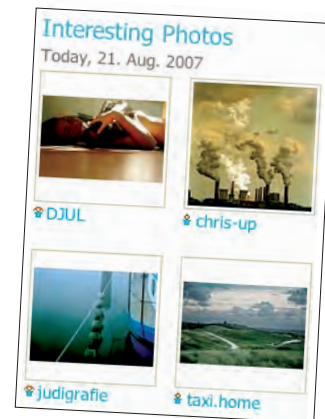 Interesting Photos
Today, 21. Aug. 2007
DJUL
chris-up
judigrafie
taxi.home